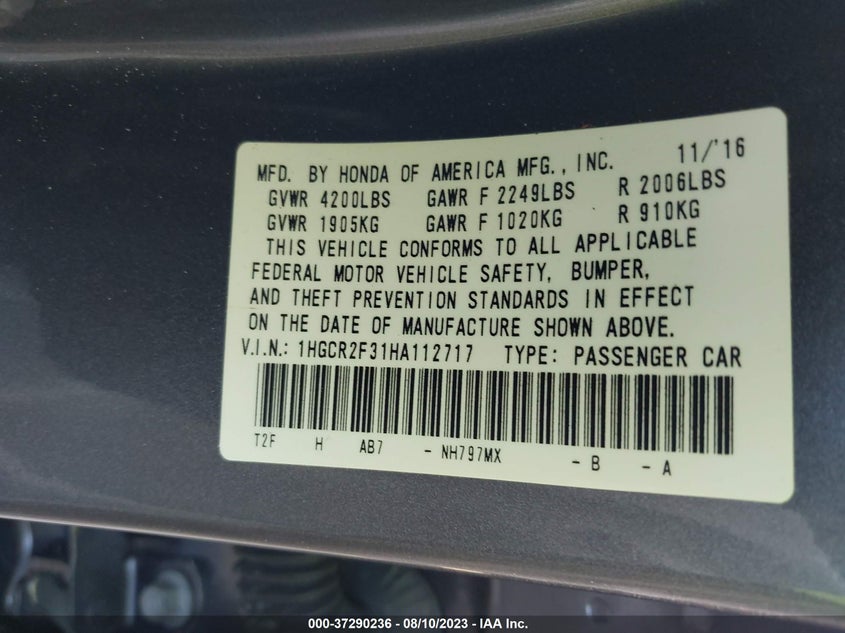 MFD. BY HONDA OF AMERICA MFG., INC. 11/'16
GVWR 4200LBS GAWR F 2249LBS R 2006LBS
GVWR 1905KG GAWR F 1020KG R 910KG
THIS VEHICLE CONFORMS TO ALL APPLICABLE
FEDERAL MOTOR VEHICLE SAFETY, BUMPER,
AND THEFT PREVENTION STANDARDS IN EFFECT
ON THE DATE OF MANUFACTURE SHOWN ABOVE.
V.I.N.: 1HGCR2F31HA112717 TYPE: PASSENGER CAR
T2F H AB7 - NH797MX - B - A
000-37290236 - 08/10/2023 - IAA Inc.